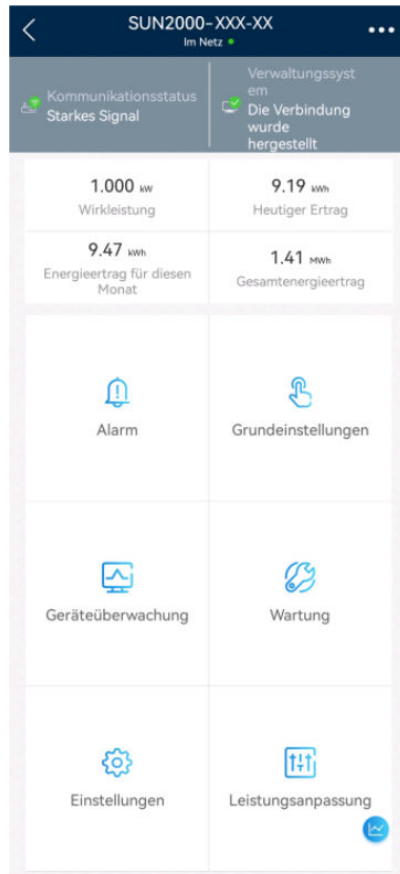 SUN2000-XXX-XX
Im Netz
Kommunikationsstatus
Starkes Signal
Verwaltungssyst
em
Die Verbindung
wurde
hergestellt
1.000 kW
Wirkleistung
9.19 kWh
Heutiger Ertrag
9.47 kWh
Energieertrag für diesen
Monat
1.41 MWh
Gesamtenergieertrag
Alarm
Grundeinstellungen
Geräteüberwachung
Wartung
Einstellungen
Leistungsanpassung